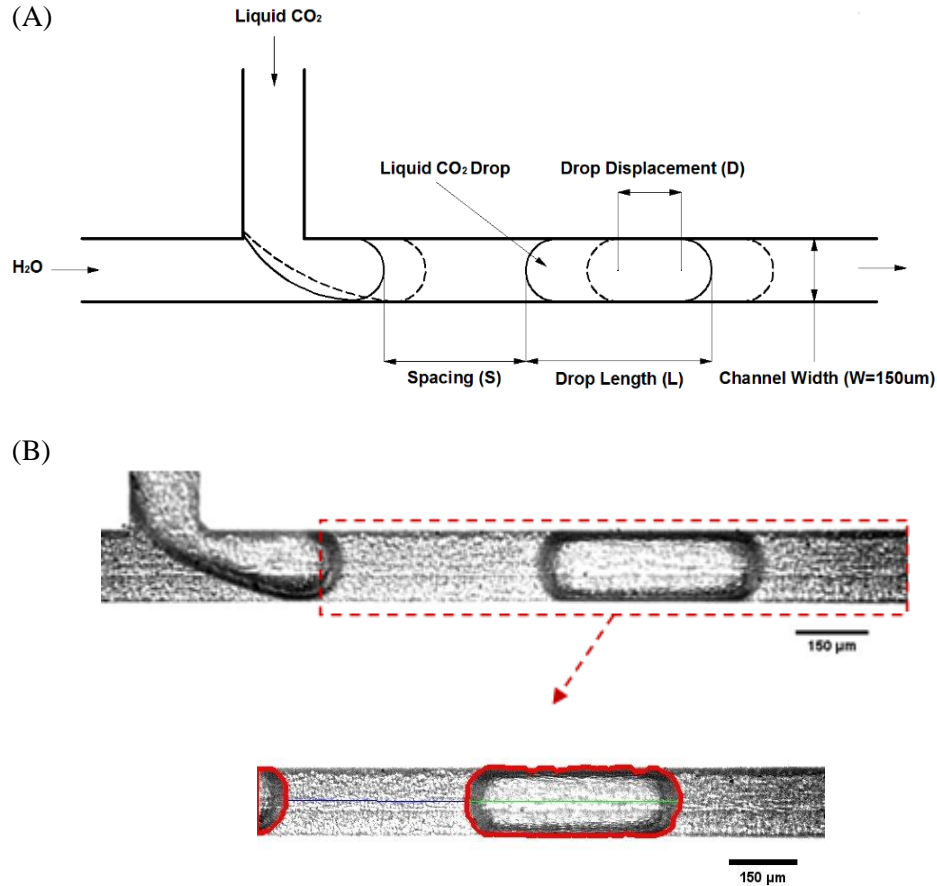 (A)
Liquid CO₂
Liquid CO₂ Drop
Drop Displacement (D)
H₂O
Spacing (S)
Drop Length (L)
Channel Width (W=150um)
(B)
150 µm
150 µm